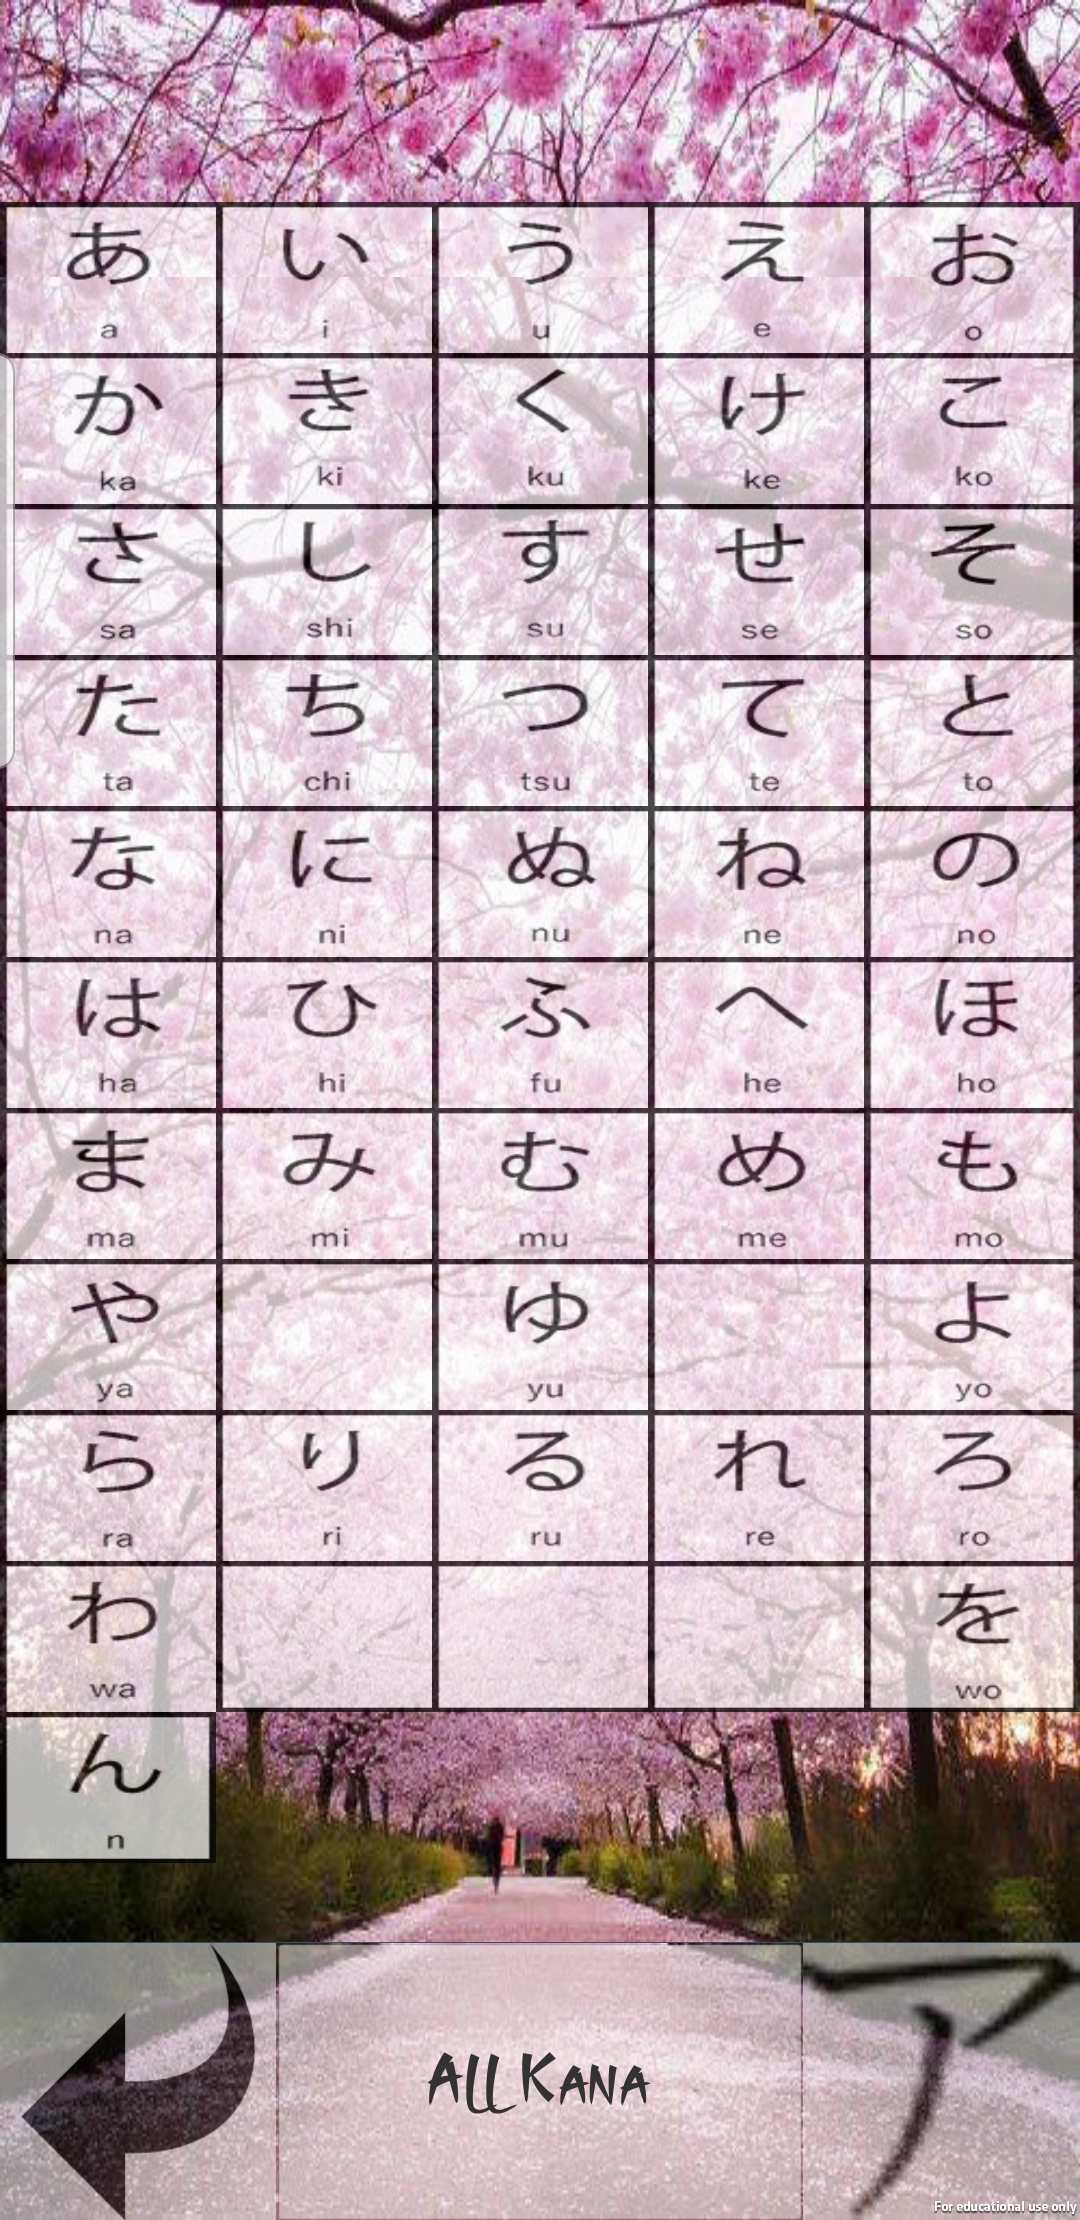 あ い う え お
a i u e o
か き く け こ
ka ki ku ke ko
さ し す せ そ
sa shi su se so
た ち つ て と
ta chi tsu te to
な に ぬ ね の
na ni nu ne no
は ひ ふ へ ほ
ha hi fu he ho
ま み む め も
ma mi mu me mo
や ゆ よ
ya yu yo
ら り る れ ろ
ra ri ru re ro
わ を
wa wo
ん
n
ALL KANA
ア
For educational use only